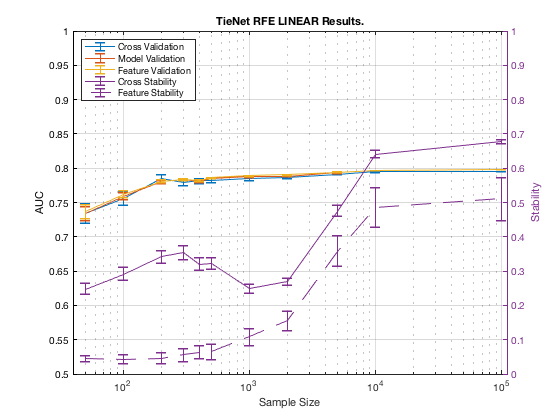 TieNet RFE LINEAR Results.
Cross Validation
Model Validation
Feature Validation
Cross Stability
Feature Stability
AUC
1
0.95
0.9
0.85
0.8
0.75
0.7
0.65
0.6
0.55
0.5
Stability
1
0.9
0.8
0.7
0.6
0.5
0.4
0.3
0.2
0.1
0
10^2
10^3
10^4
10^5
Sample Size